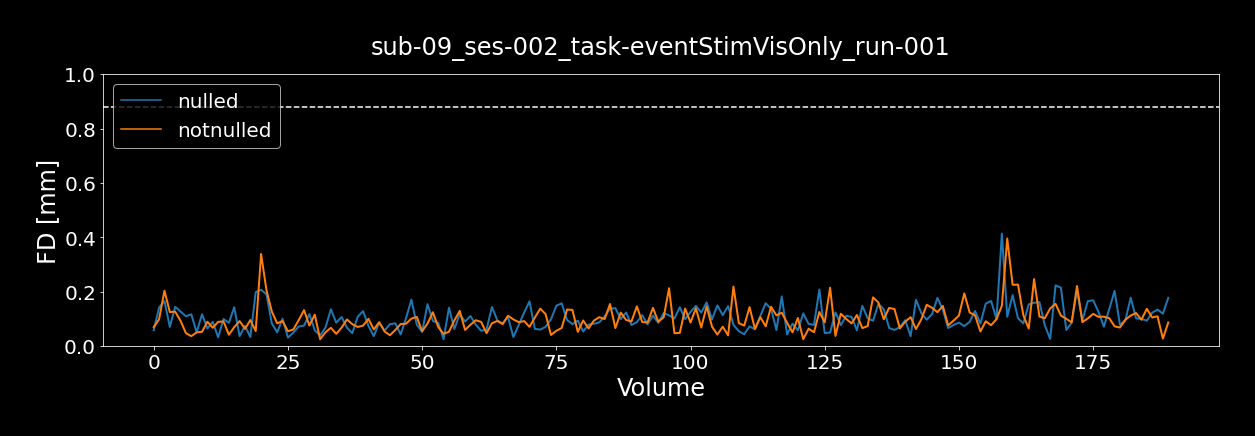 sub-09_ses-002_task-eventStimVisOnly_run-001
1.0
0.8
0.6
0.4
0.2
0.0
FD [mm]
nulled
notnulled
0 25 50 75 100 125 150 175
Volume